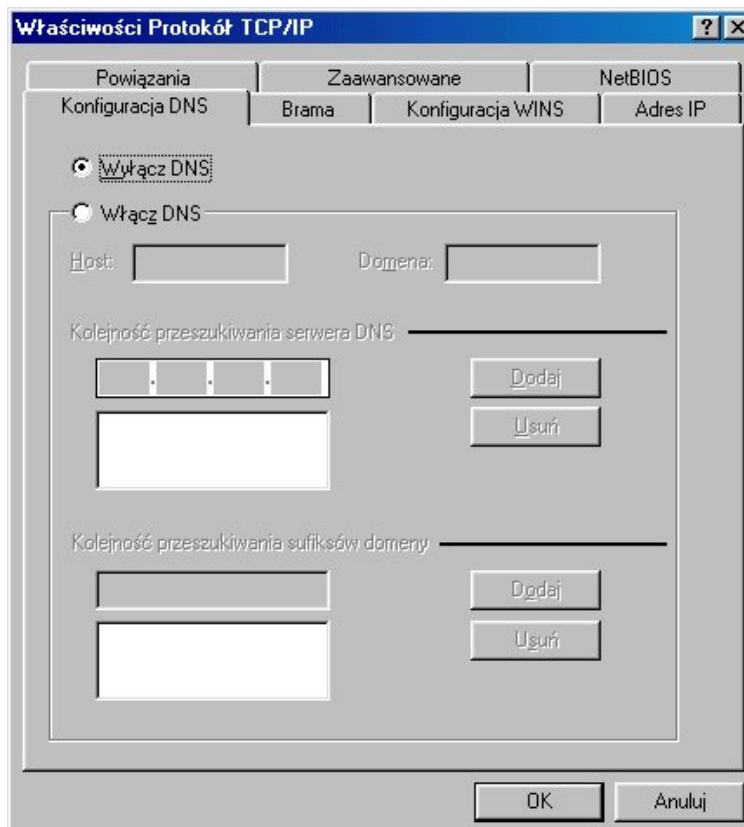 Właściwości Protokół TCP/IP
Powiązania Zaawansowane NetBIOS
Konfiguracja DNS Brama Konfiguracja WINS Adres IP
Wyłącz DNS
Włącz DNS
Host: Domena:
Kolejność przeszukiwania serwera DNS
Dodaj
Usuń
Kolejność przeszukiwania sufiksów domeny
Dodaj
Usuń
OK Anuluj